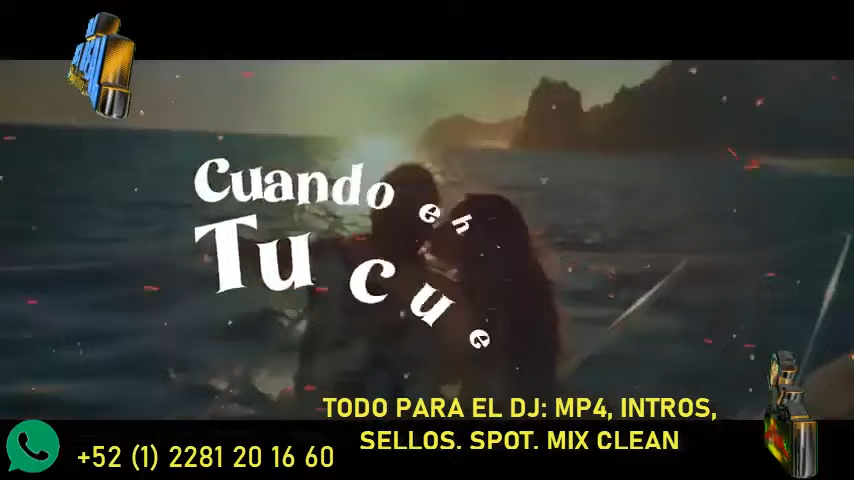 Cuando eh
Tu cue
TODO PARA EL DJ: MP4, INTROS,
SELLOS. SPOT. MIX CLEAN
+52 (1) 2281 20 16 60